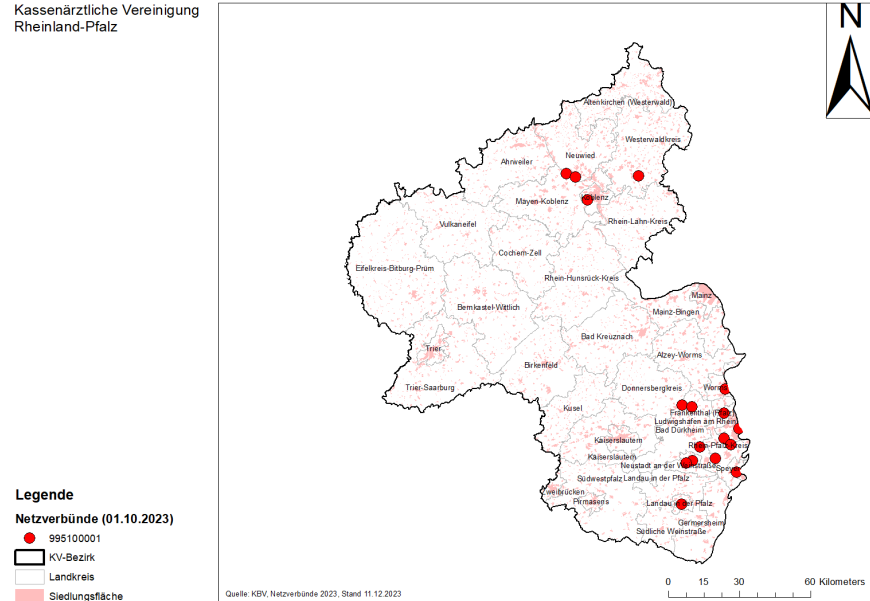 Kassenärztliche Vereinigung
Rheinland-Pfalz
N
Altenkirchen (Westerwald)
Westerwaldkreis
Neuwied
Ahrweiler
Koblenz
Mayen-Koblenz
Rhein-Lahn-Kreis
Vulkaneifel
Cochem-Zell
Eifelkreis-Bitburg-Prüm
Rhein-Hunsrück-Kreis
Mainz
Bernkastel-Wittlich
Mainz-Bingen
Bad Kreuznach
Trier
Alzey-Worms
Birkenfeld
Trier-Saarburg
Donnersbergkreis
Worms
Kusel
Frankenthal (Pfalz)
Ludwigshafen am Rhein
Bad Dürkheim
Kaiserslautern
Rhein-Pfalz-Kreis
Kaiserslautern
Neustadt an der Weinstraße
Speyer
Südwestpfalz
Landau in der Pfalz
Zweibrücken
Pirmasens
Landau in der Pfalz
Germersheim
Südliche Weinstraße
Legende
Netzverbünde (01.10.2023)
995100001
KV-Bezirk
Landkreis
Siedlungsfläche
0 15 30 60 Kilometers
Quelle: KBV, Netzverbünde 2023, Stand 11.12.2023